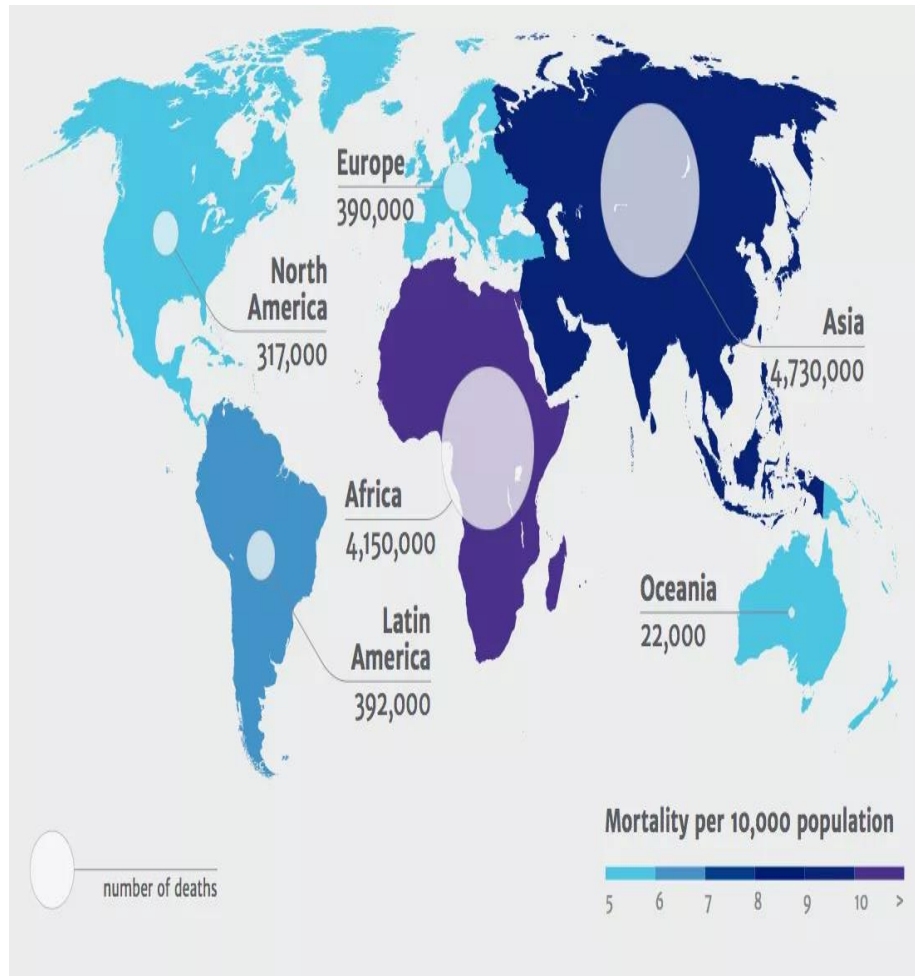 Europe
390,000
North
America
317,000
Asia
4,730,000
Africa
4,150,000
Oceania
22,000
Latin
America
392,000
Mortality per 10,000 population
5 6 7 8 9 10 >
number of deaths